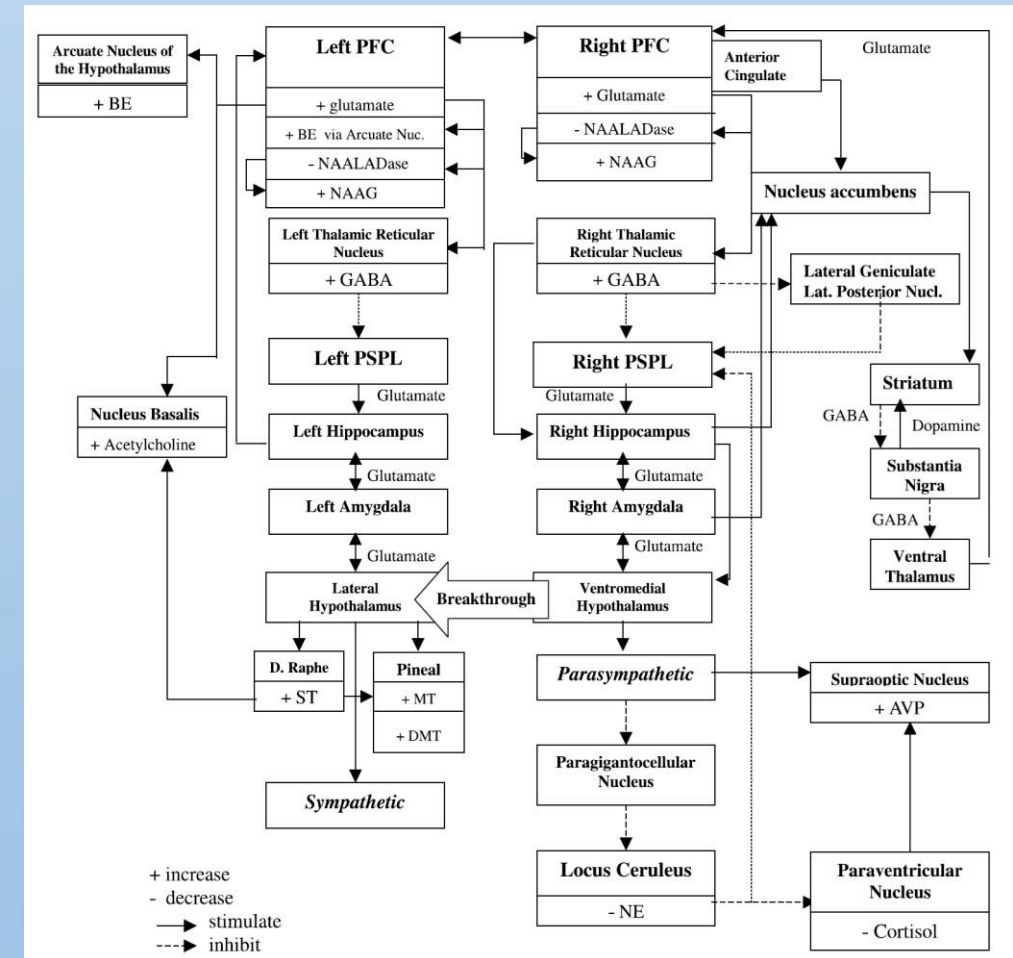 Arcuate Nucleus of
the Hypothalamus
+ BE
Left PFC
+ glutamate
+ BE via Arcuate Nuc.
- NAALADase
+ NAAG
Right PFC
+ Glutamate
- NAALADase
+ NAAG
Anterior
Cingulate
Glutamate
Nucleus accumbens
Left Thalamic Reticular
Nucleus
+ GABA
Right Thalamic
Reticular Nucleus
+ GABA
Lateral Geniculate
Lat. Posterior Nucl.
Left PSPL
Glutamate
Right PSPL
Glutamate
Striatum
GABA
Dopamine
Nucleus Basalis
+ Acetylcholine
Left Hippocampus
Glutamate
Right Hippocampus
Glutamate
Substantia
Nigra
GABA
Left Amygdala
Glutamate
Right Amygdala
Glutamate
Ventral
Thalamus
Lateral
Hypothalamus
Breakthrough
Ventromedial
Hypothalamus
D. Raphe
+ ST
Pineal
+ MT
+ DMT
Parasympathetic
Supraoptic Nucleus
+ AVP
Sympathetic
Paragigantocellular
Nucleus
Locus Ceruleus
- NE
Paraventricular
Nucleus
- Cortisol
+ increase
- decrease
stimulate
inhibit